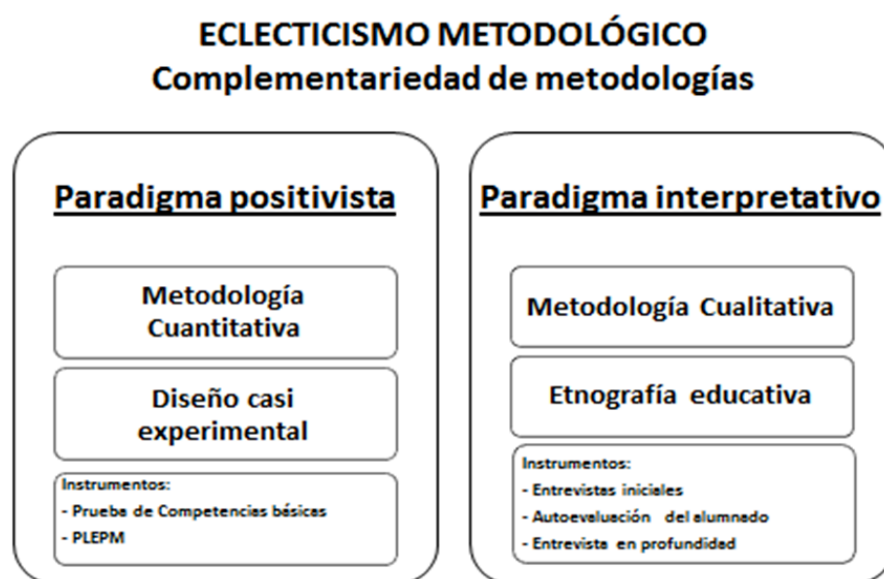 ECLECTICISMO METODOLÓGICO
Complementariedad de metodologías
Paradigma positivista
Metodología
Cuantitativa
Diseño casi
experimental
Instrumentos:
- Prueba de Competencias básicas
- PLEPM
Paradigma interpretativo
Metodología Cualitativa
Etnografía educativa
Instrumentos:
- Entrevistas iniciales
- Autoevaluación del alumnado
- Entrevista en profundidad